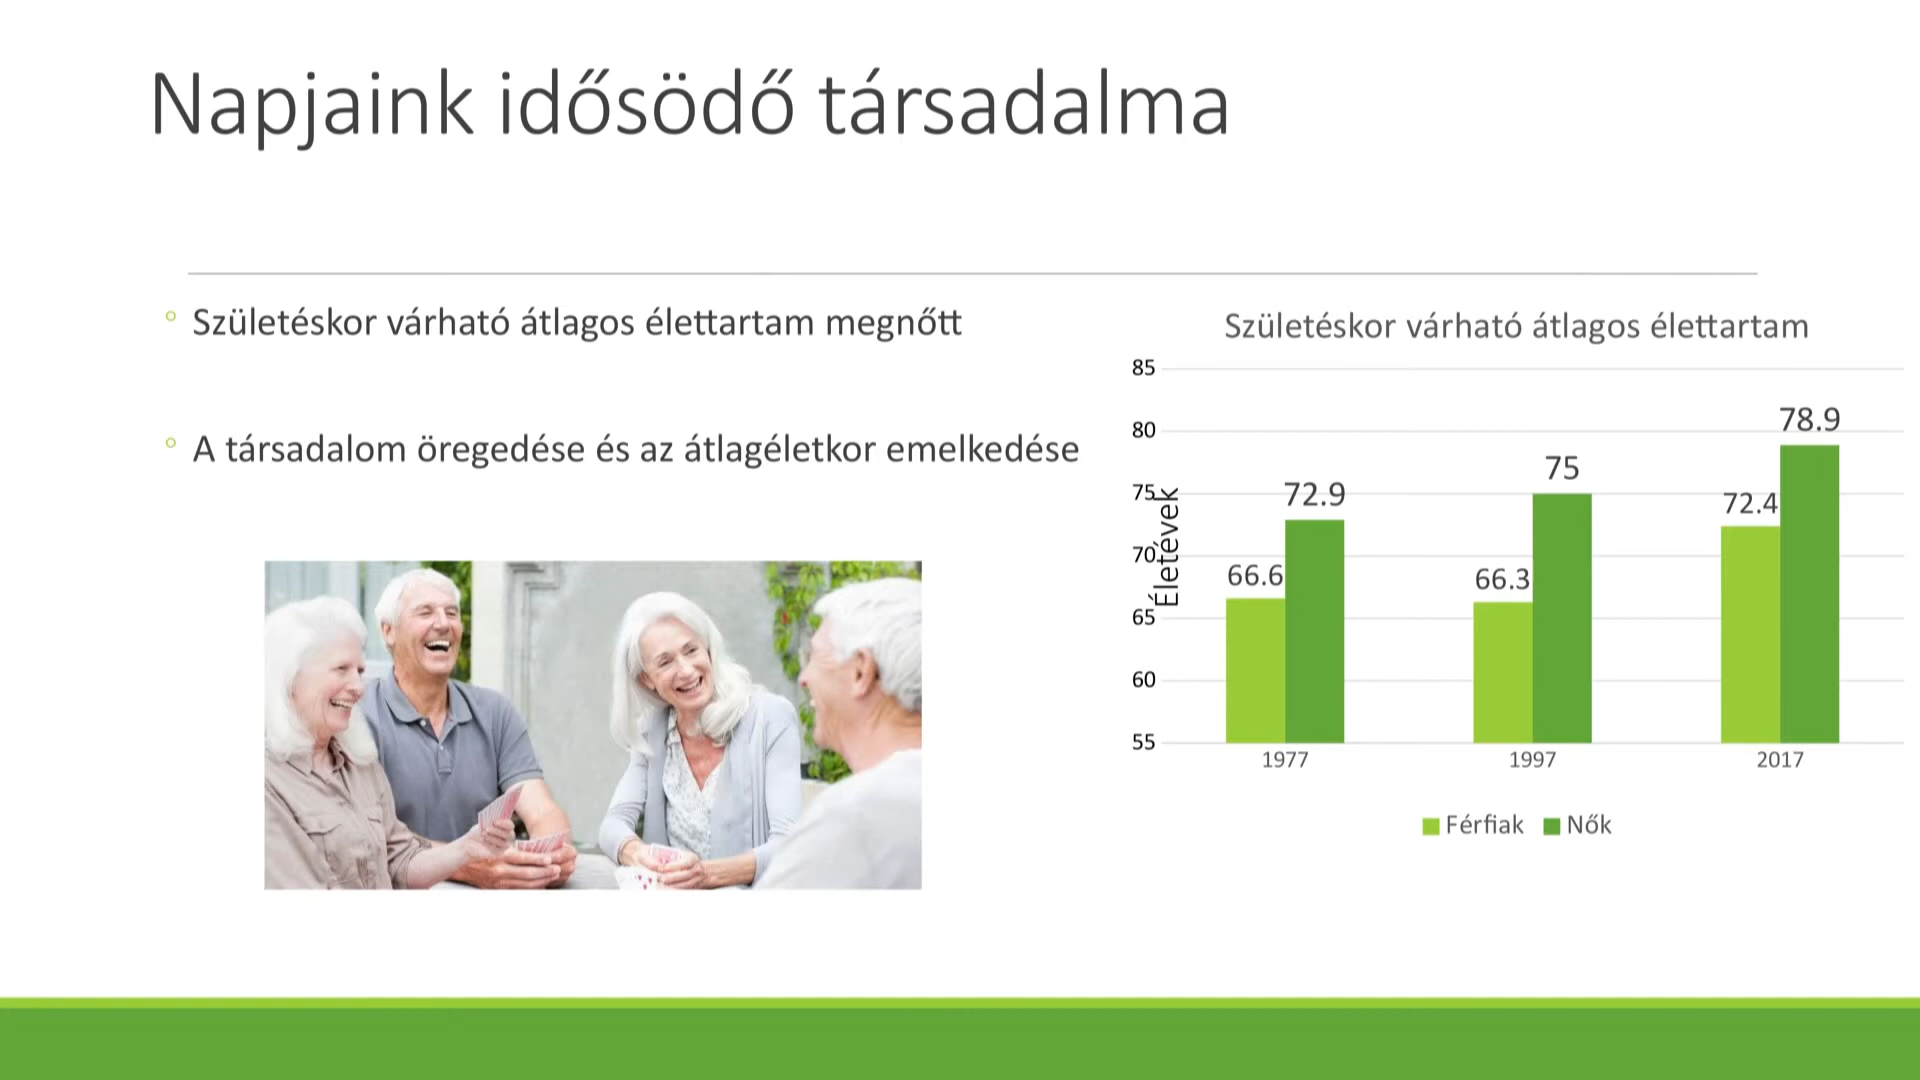 Napjaink idősödő társadalma
Születéskor várható átlagos élettartam megnőtt
A társadalom öregedése és az átlagéletkor emelkedése
Születéskor várható átlagos élettartam
Életévek
85
80
75
70
65
60
55
66.6
72.9
66.3
75
72.4
78.9
1977
1997
2017
Férfiak
Nők